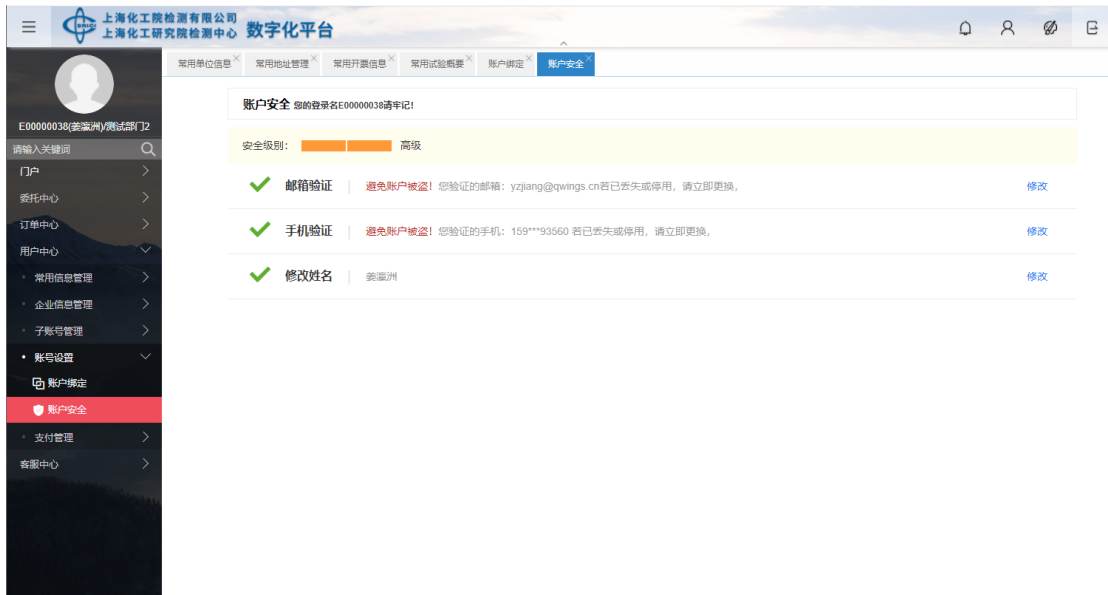 上海化工院检测有限公司
上海化工研究院检测中心
数字化平台
常用单位信息 常用地址管理 常用开票信息 常用试验概要 账户绑定 账户安全
E00000038(姜瀛洲)/测试部门2
请输入关键词
门户
委托中心
订单中心
用户中心
常用信息管理
企业信息管理
子账号管理
账号设置
账户绑定
账户安全
支付管理
客服中心
账户安全 您的登录名E00000038请牢记!
安全级别: 高级
邮箱验证 避免账户被盗! 您验证的邮箱: yzjiang@qwings.cn若已丢失或停用, 请立即更换,
修改
手机验证 避免账户被盗! 您验证的手机: 159***93560 若已丢失或停用, 请立即更换,
修改
修改姓名 姜瀛洲
修改